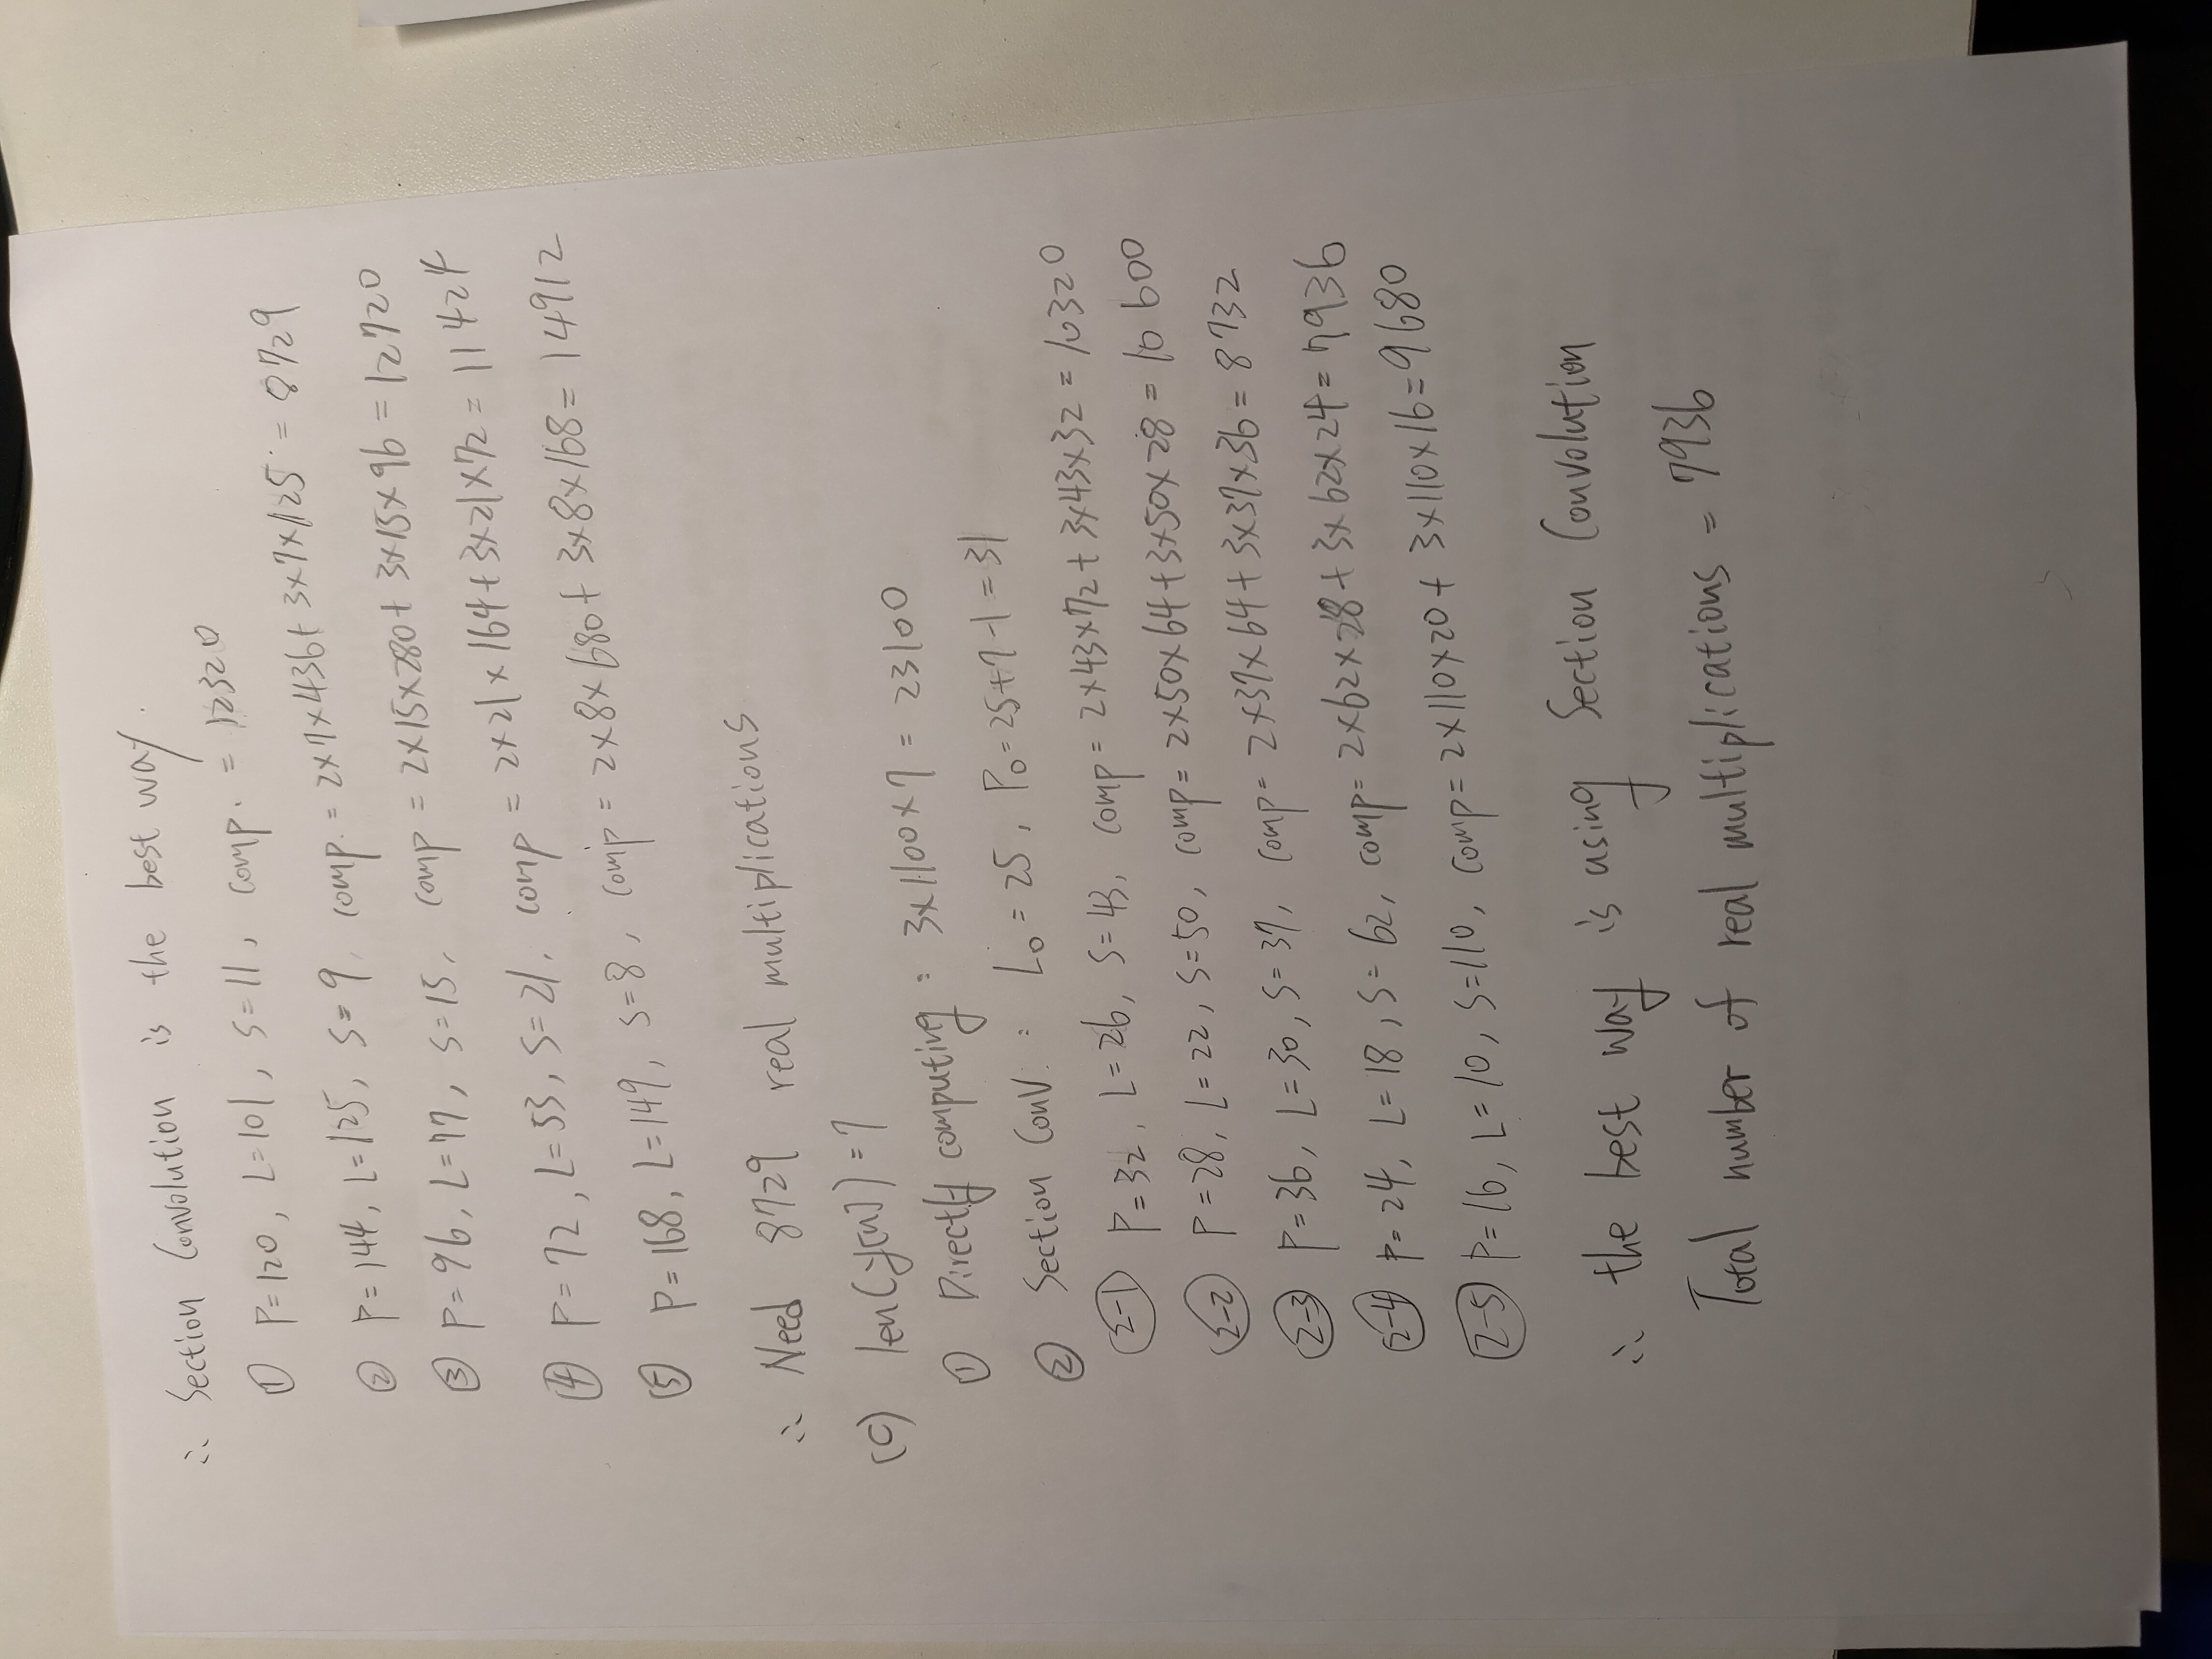 ∴ Section Convolution is the best way.
① P=120, L=101, S=11, comp. = 12320
② P=144, L=125, S=9, comp. = 2×7×436+3×7×125 = 8729
③ P=96, L=77, S=15, comp = 2×15×280+3×15×96 = 12720
④ P=72, L=53, S=21, comp = 2×21×164+3×21×72 = 11424
⑤ P=168, L=149, S=8, comp = 2×8×680+3×8×168 = 14912
∴ Need 8729 real multiplications
(c) len(y[n])=7
① Directly computing : 3×1100×7 = 23100
② Section Conv. : L₀=25, P₀=25+7-1=31
2-1 P=32, L=26, S=43, comp = 2×43×72+3×43×32 = 10320
2-2 P=28, L=22, S=50, comp = 2×50×64+3×50×28 = 10600
2-3 P=36, L=30, S=37, comp = 2×37×64+3×37×36 = 8732
2-4 P=24, L=18, S=62, comp = 2×62×28+3×62×24 = 7936
2-5 P=16, L=10, S=110, comp = 2×110×20+3×110×16 = 9680
∴ the best way is using Section Convolution
Total number of real multiplications = 7936